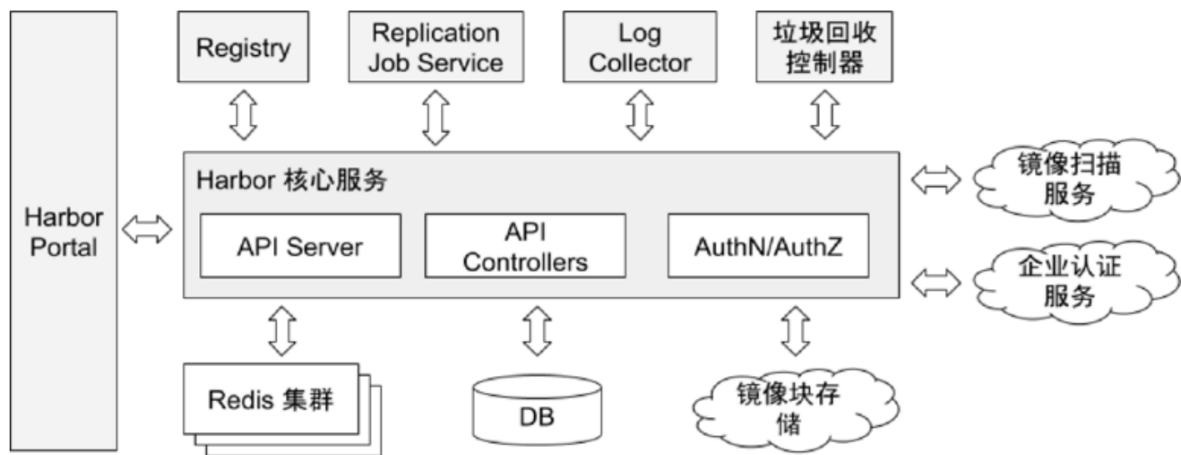 Registry
Replication
Job Service
Log
Collector
垃圾回收
控制器
Harbor 核心服务
API Server
API
Controllers
AuthN/AuthZ
Harbor
Portal
镜像扫描
服务
企业认证
服务
Redis 集群
DB
镜像块存
储